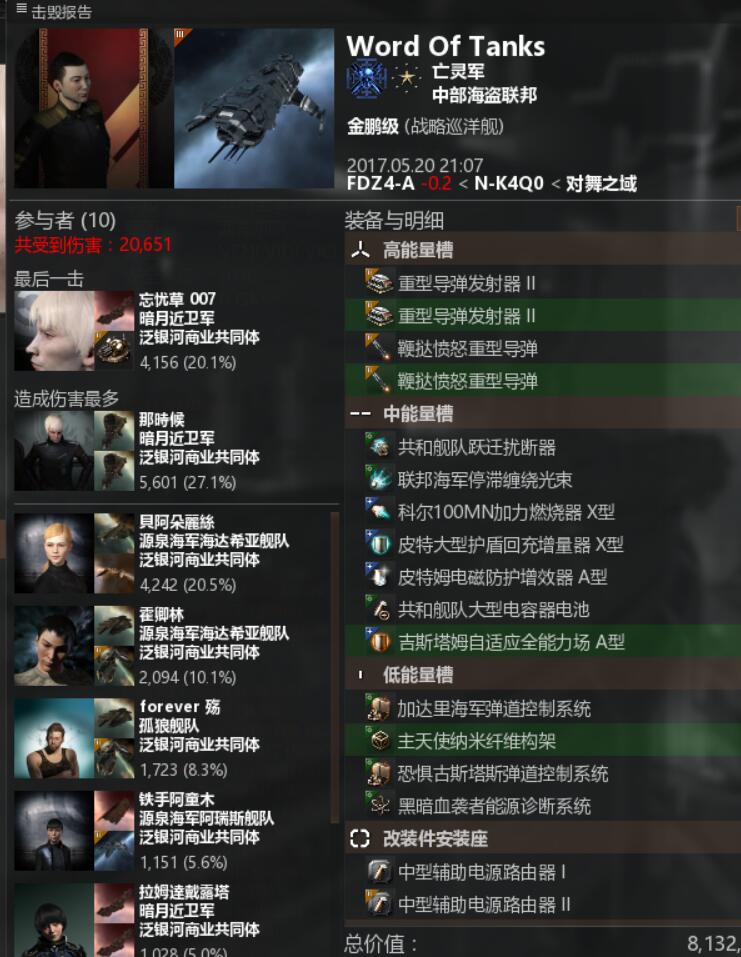 击毁报告
Word Of Tanks
亡灵军
中部海盗联邦
金鹏级 (战略巡洋舰)
2017.05.20 21:07
FDZ4-A -0.2 < N-K4Q0 < 对舞之域
参与者 (10)
共受到伤害：20,651
最后一击
忘忧草 007
暗月近卫军
泛银河商业共同体
4,156 (20.1%)
造成伤害最多
那時候
暗月近卫军
泛银河商业共同体
5,601 (27.1%)
貝阿朵麗絲
源泉海军海达希亚舰队
泛银河商业共同体
4,242 (20.5%)
霍卿林
源泉海军海达希亚舰队
泛银河商业共同体
2,094 (10.1%)
forever 殇
孤狼舰队
泛银河商业共同体
1,723 (8.3%)
铁手阿童木
源泉海军阿瑞斯舰队
泛银河商业共同体
1,151 (5.6%)
拉姆達戴露塔
暗月近卫军
泛银河商业共同体
1,028 (5.0%)
装备与明细
高能量槽
重型导弹发射器 II
重型导弹发射器 II
鞭挞愤怒重型导弹
鞭挞愤怒重型导弹
中能量槽
共和舰队跃迁扰断器
联邦海军停滞缠绕光束
科尔100MN加力燃烧器 X型
皮特大型护盾回充增量器 X型
皮特姆电磁防护增效器 A型
共和舰队大型电容器电池
吉斯塔姆自适应全能力场 A型
低能量槽
加达里海军弹道控制系统
主天使纳米纤维构架
恐惧古斯塔斯弹道控制系统
黑暗血袭者能源诊断系统
改装件安装座
中型辅助电源路由器 I
中型辅助电源路由器 II
总价值：
8,132,